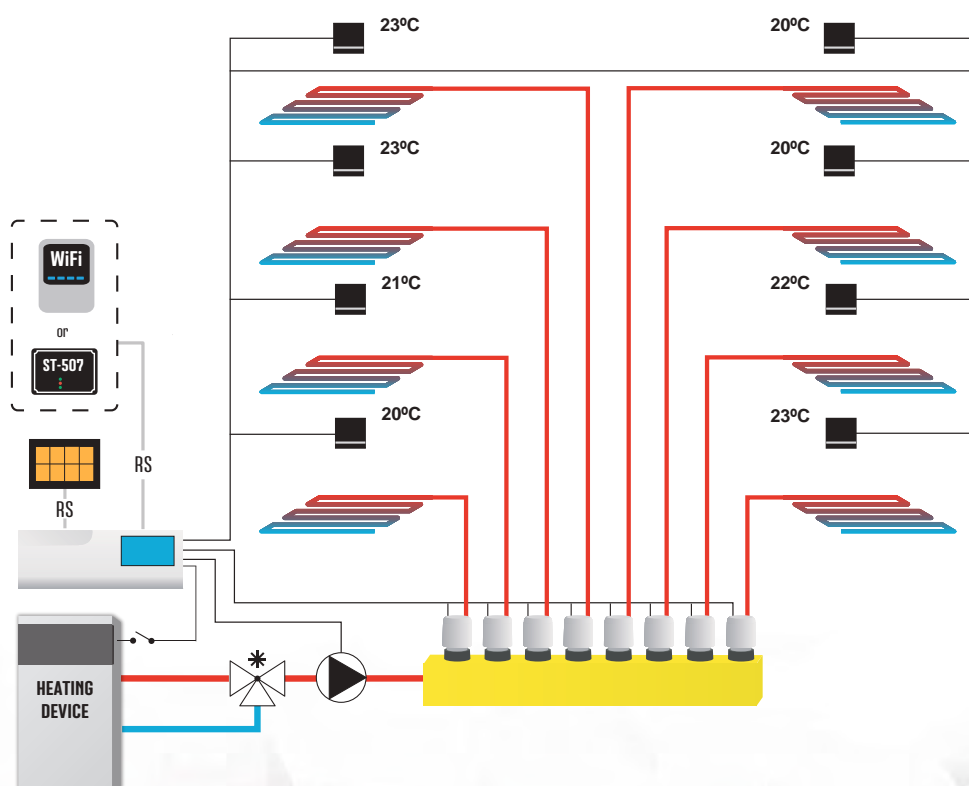 23ºC
20ºC
23ºC
20ºC
WiFi
21ºC
22ºC
or
ST-507
20ºC
23ºC
RS
RS
HEATING
DEVICE